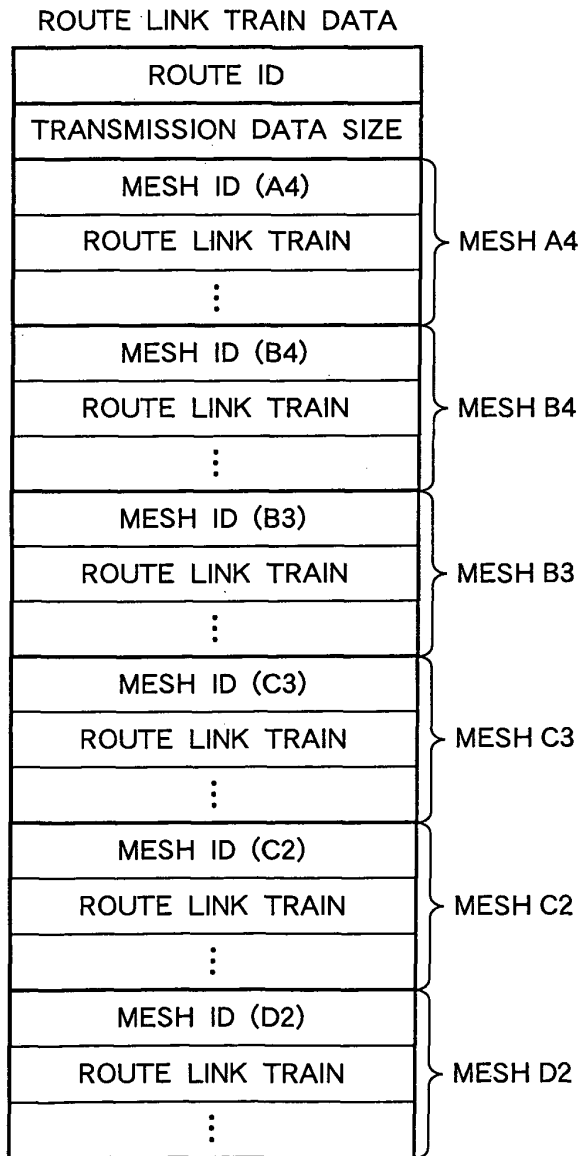 ROUTE LINK TRAIN DATA
ROUTE ID
TRANSMISSION DATA SIZE
MESH ID (A4)
ROUTE LINK TRAIN
⋮
MESH A4
MESH ID (B4)
ROUTE LINK TRAIN
⋮
MESH B4
MESH ID (B3)
ROUTE LINK TRAIN
⋮
MESH B3
MESH ID (C3)
ROUTE LINK TRAIN
⋮
MESH C3
MESH ID (C2)
ROUTE LINK TRAIN
⋮
MESH C2
MESH ID (D2)
ROUTE LINK TRAIN
⋮
MESH D2